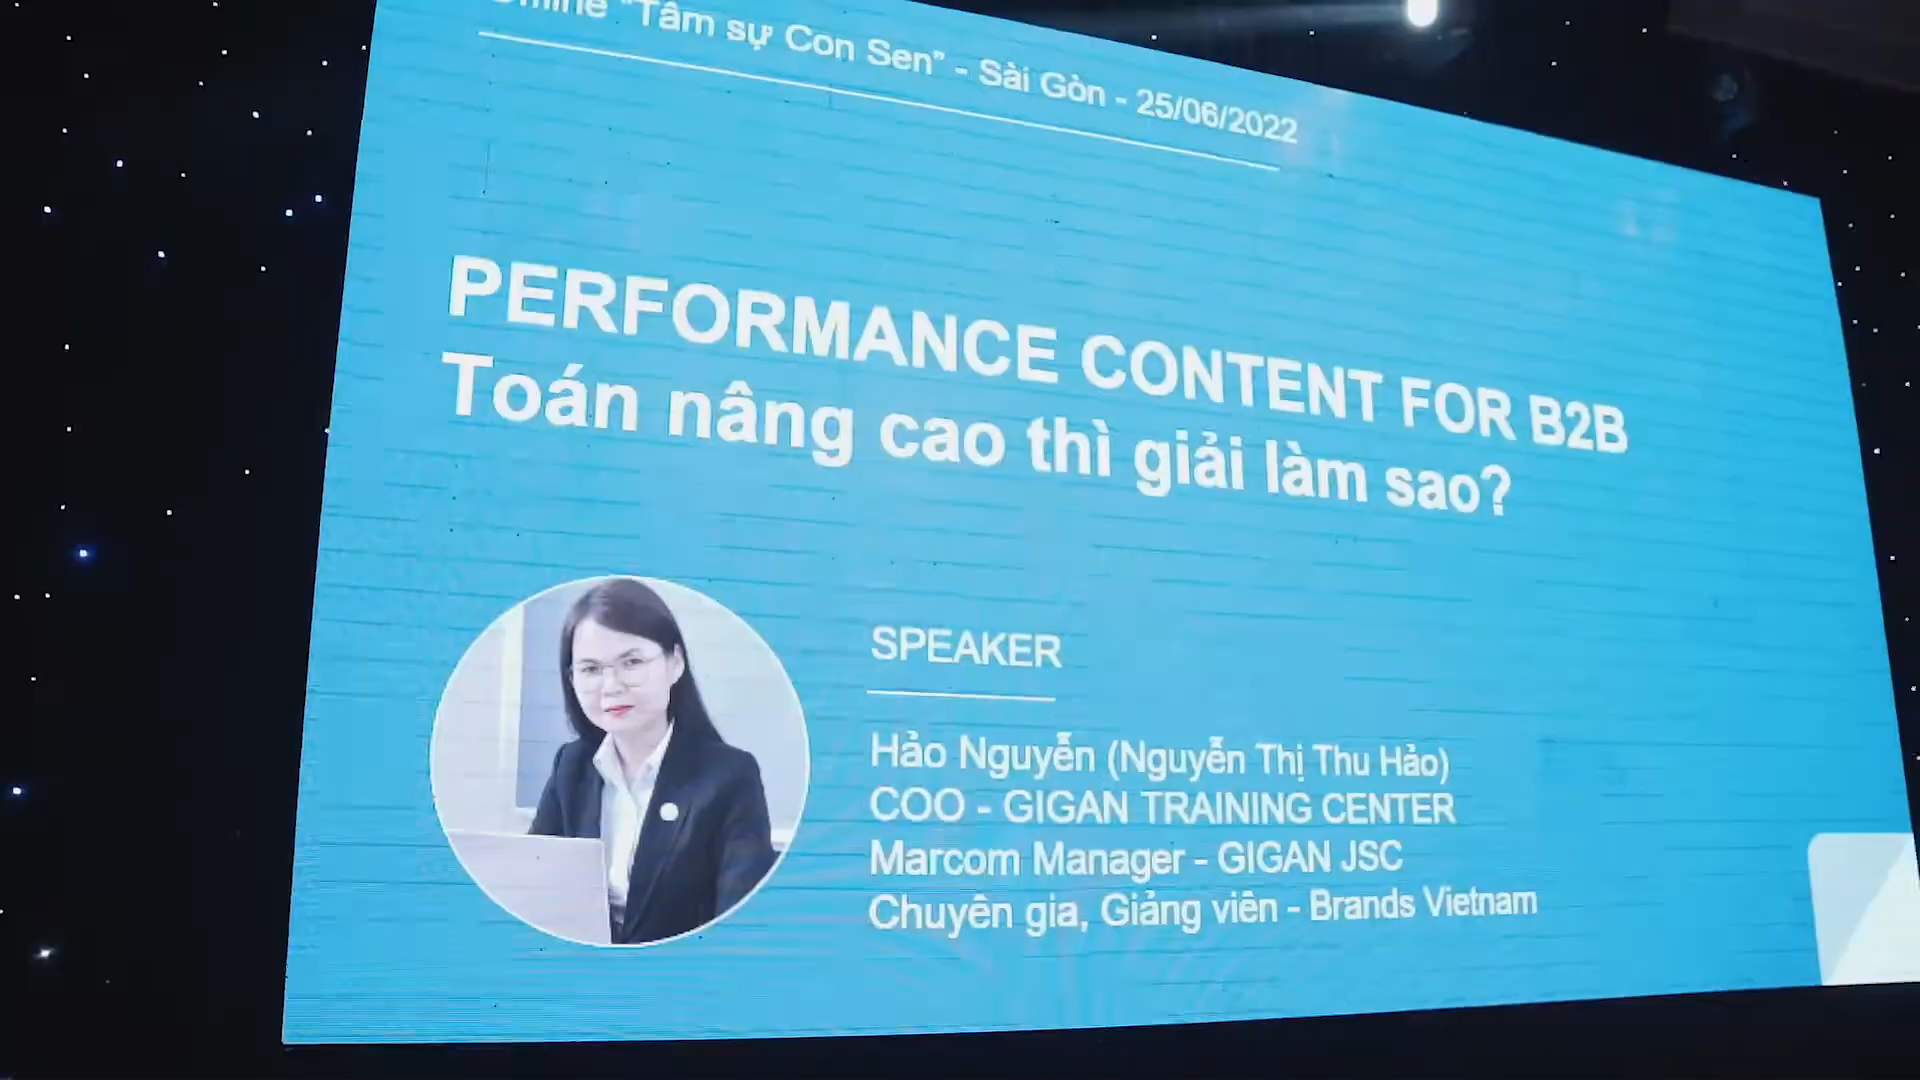 Offline "Tâm sự Con Sen" - Sài Gòn - 25/06/2022
PERFORMANCE CONTENT FOR B2B
Toán nâng cao thì giải làm sao?
SPEAKER
Hảo Nguyễn (Nguyễn Thị Thu Hảo)
COO - GIGAN TRAINING CENTER
Marcom Manager - GIGAN JSC
Chuyên gia, Giảng viên - Brands Vietnam